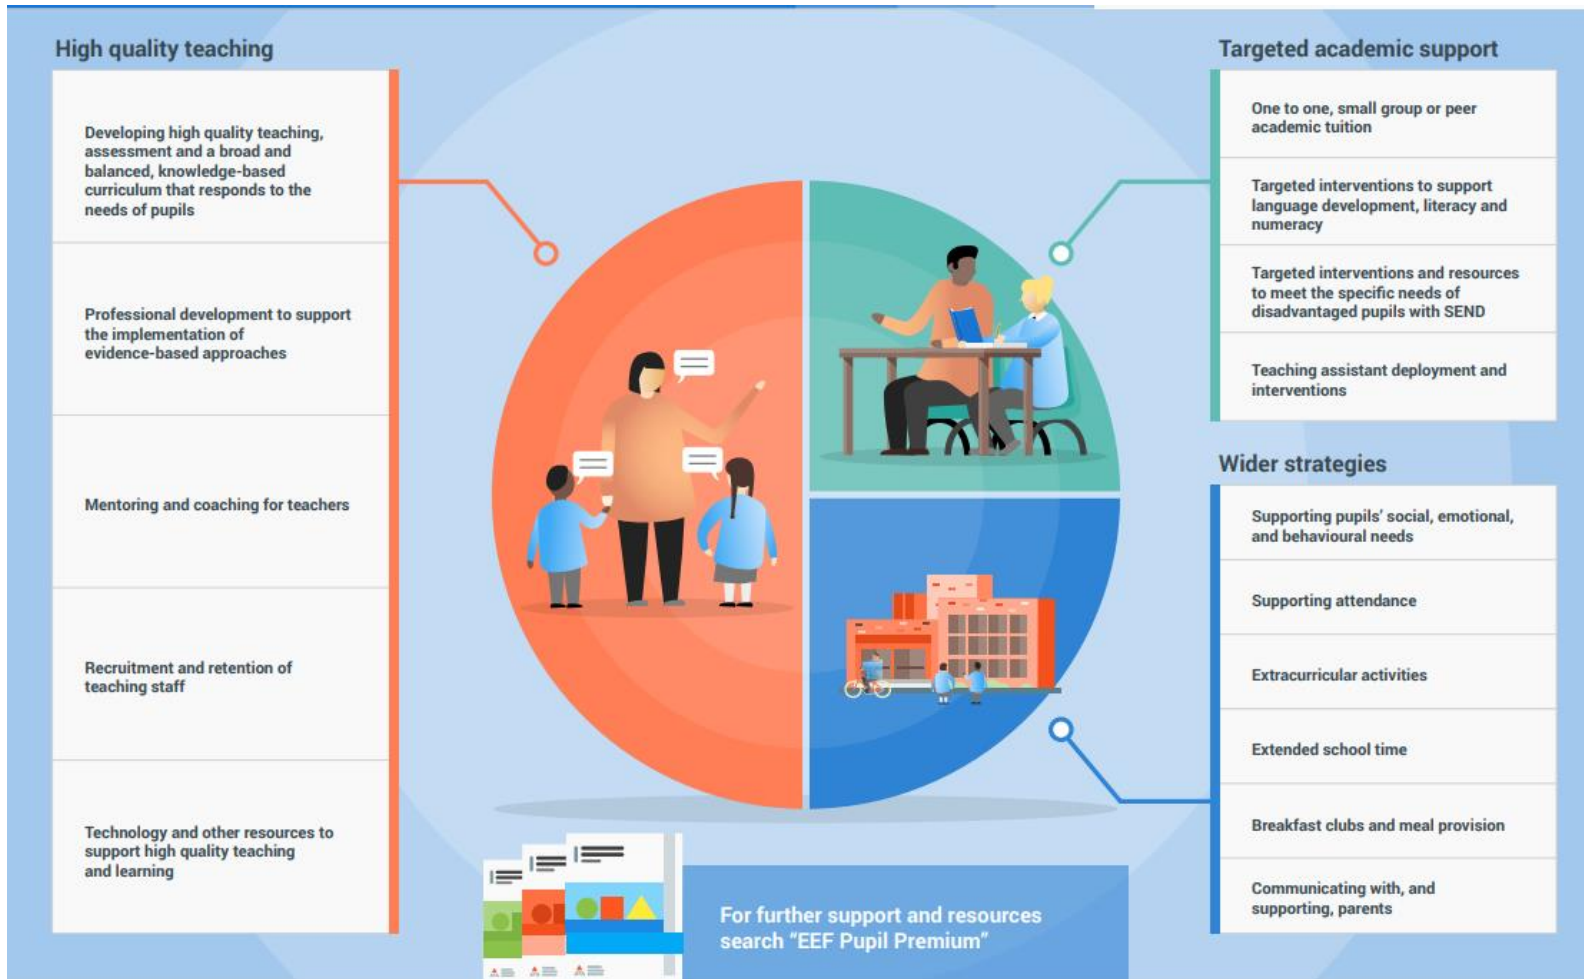 High quality teaching
Developing high quality teaching,
assessment and a broad and
balanced, knowledge-based
curriculum that responds to the
needs of pupils
Professional development to support
the implementation of
evidence-based approaches
Mentoring and coaching for teachers
Recruitment and retention of
teaching staff
Technology and other resources to
support high quality teaching
and learning
Targeted academic support
One to one, small group or peer
academic tuition
Targeted interventions to support
language development, literacy and
numeracy
Targeted interventions and resources
to meet the specific needs of
disadvantaged pupils with SEND
Teaching assistant deployment and
interventions
Wider strategies
Supporting pupils’ social, emotional,
and behavioural needs
Supporting attendance
Extracurricular activities
Extended school time
Breakfast clubs and meal provision
Communicating with, and
supporting, parents
For further support and resources
search “EEF Pupil Premium”